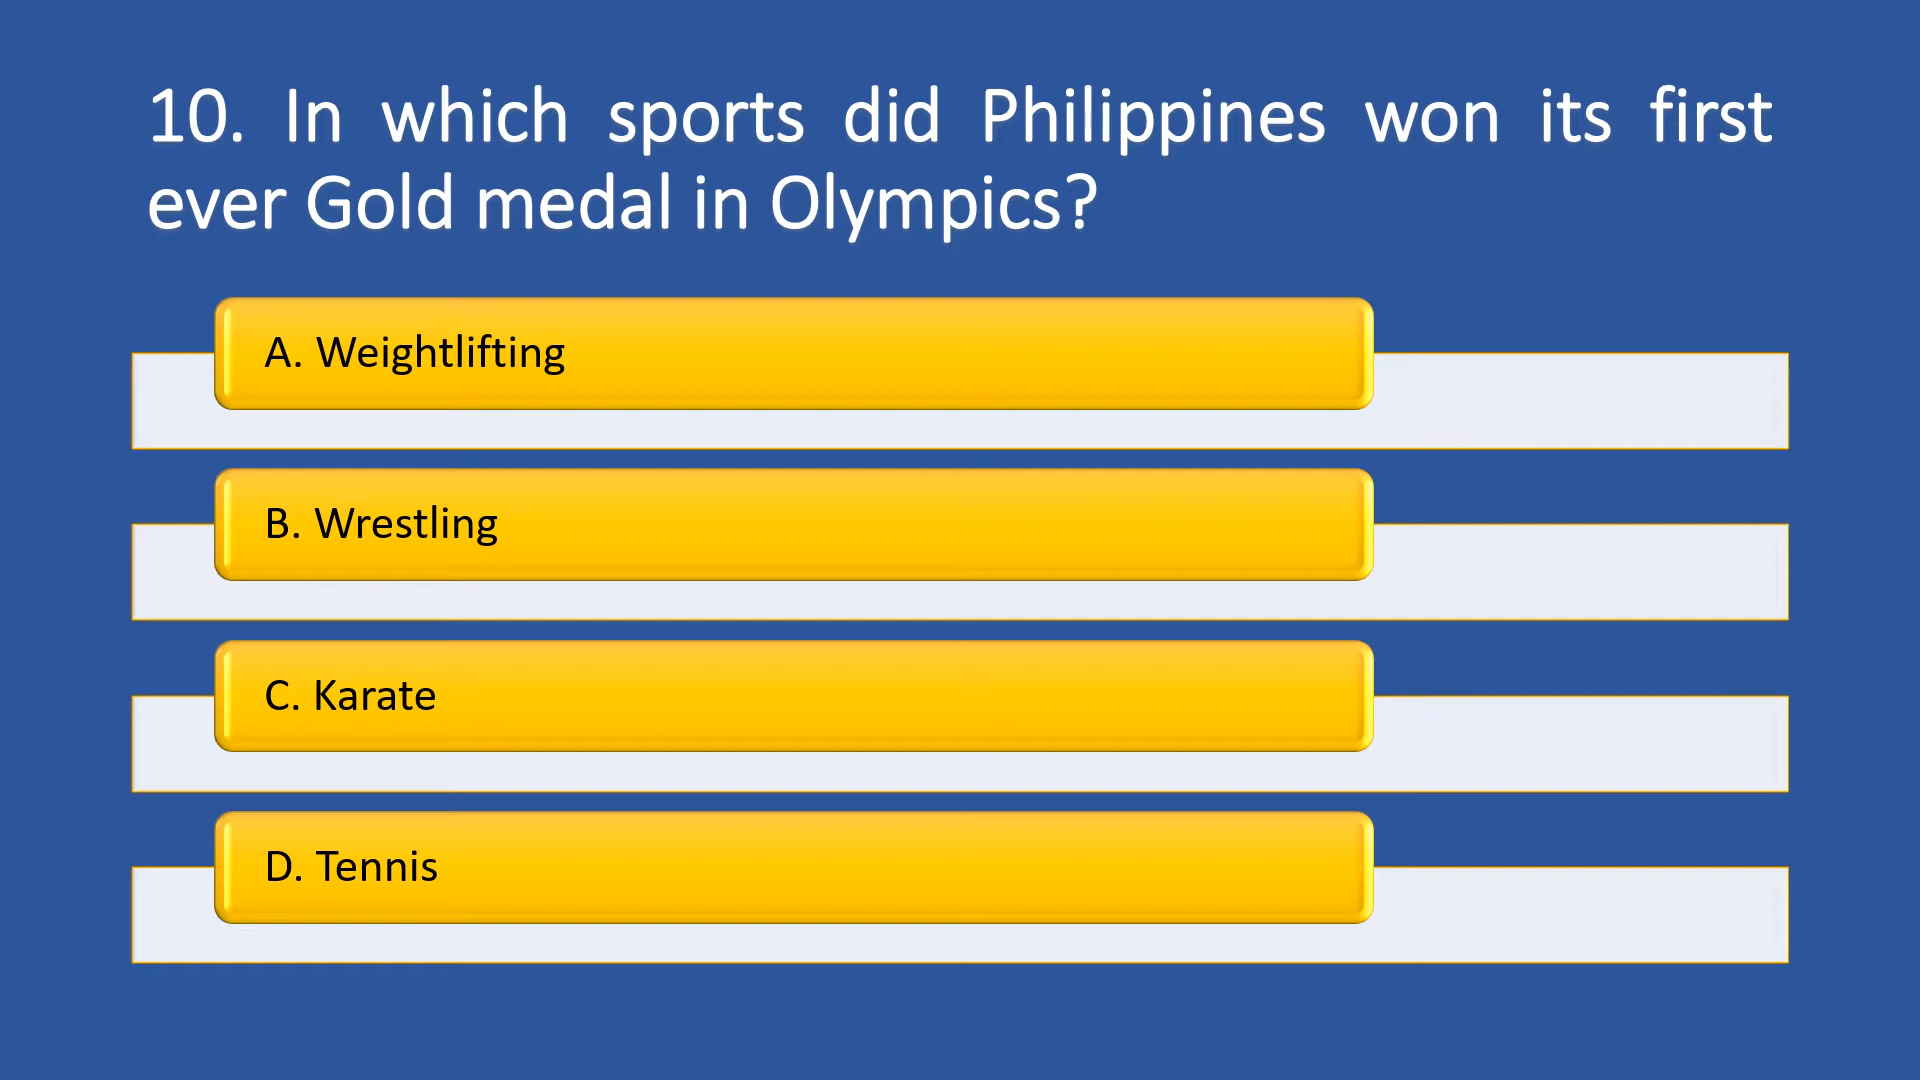 10. In which sports did Philippines won its first
ever Gold medal in Olympics?
A. Weightlifting
B. Wrestling
C. Karate
D. Tennis